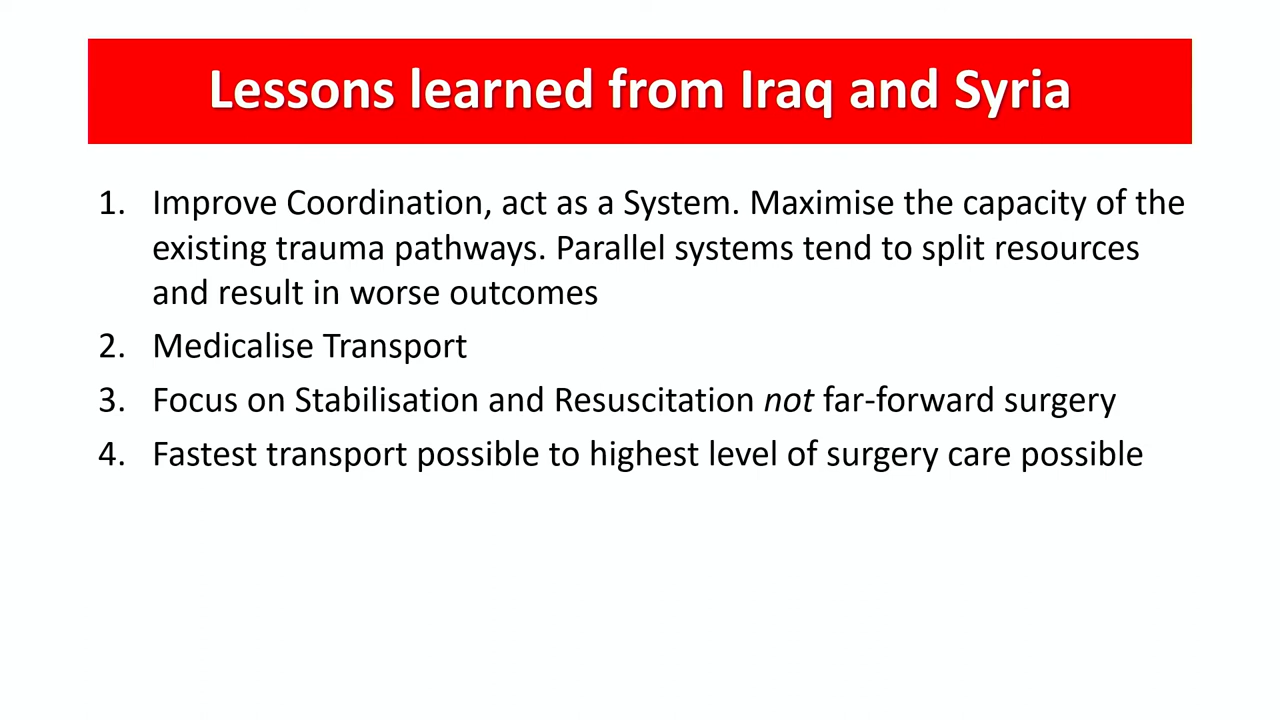 Lessons learned from Iraq and Syria
1. Improve Coordination, act as a System. Maximise the capacity of the
existing trauma pathways. Parallel systems tend to split resources
and result in worse outcomes
2. Medicalise Transport
3. Focus on Stabilisation and Resuscitation not far-forward surgery
4. Fastest transport possible to highest level of surgery care possible